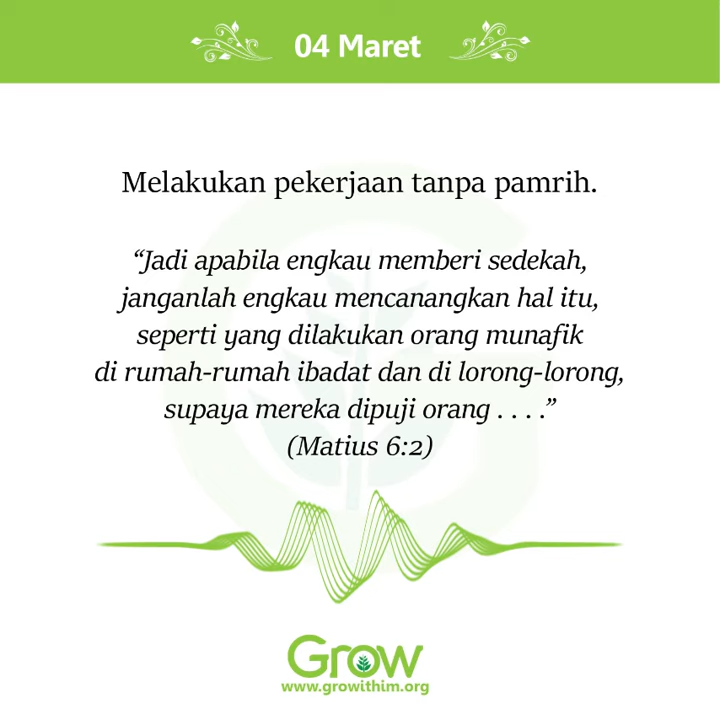 04 Maret
Melakukan pekerjaan tanpa pamrih.
“Jadi apabila engkau memberi sedekah,
janganlah engkau mencanangkan hal itu,
seperti yang dilakukan orang munafik
di rumah-rumah ibadat dan di lorong-lorong,
supaya mereka dipuji orang . . . .”
(Matius 6:2)
Grow
www.growithim.org